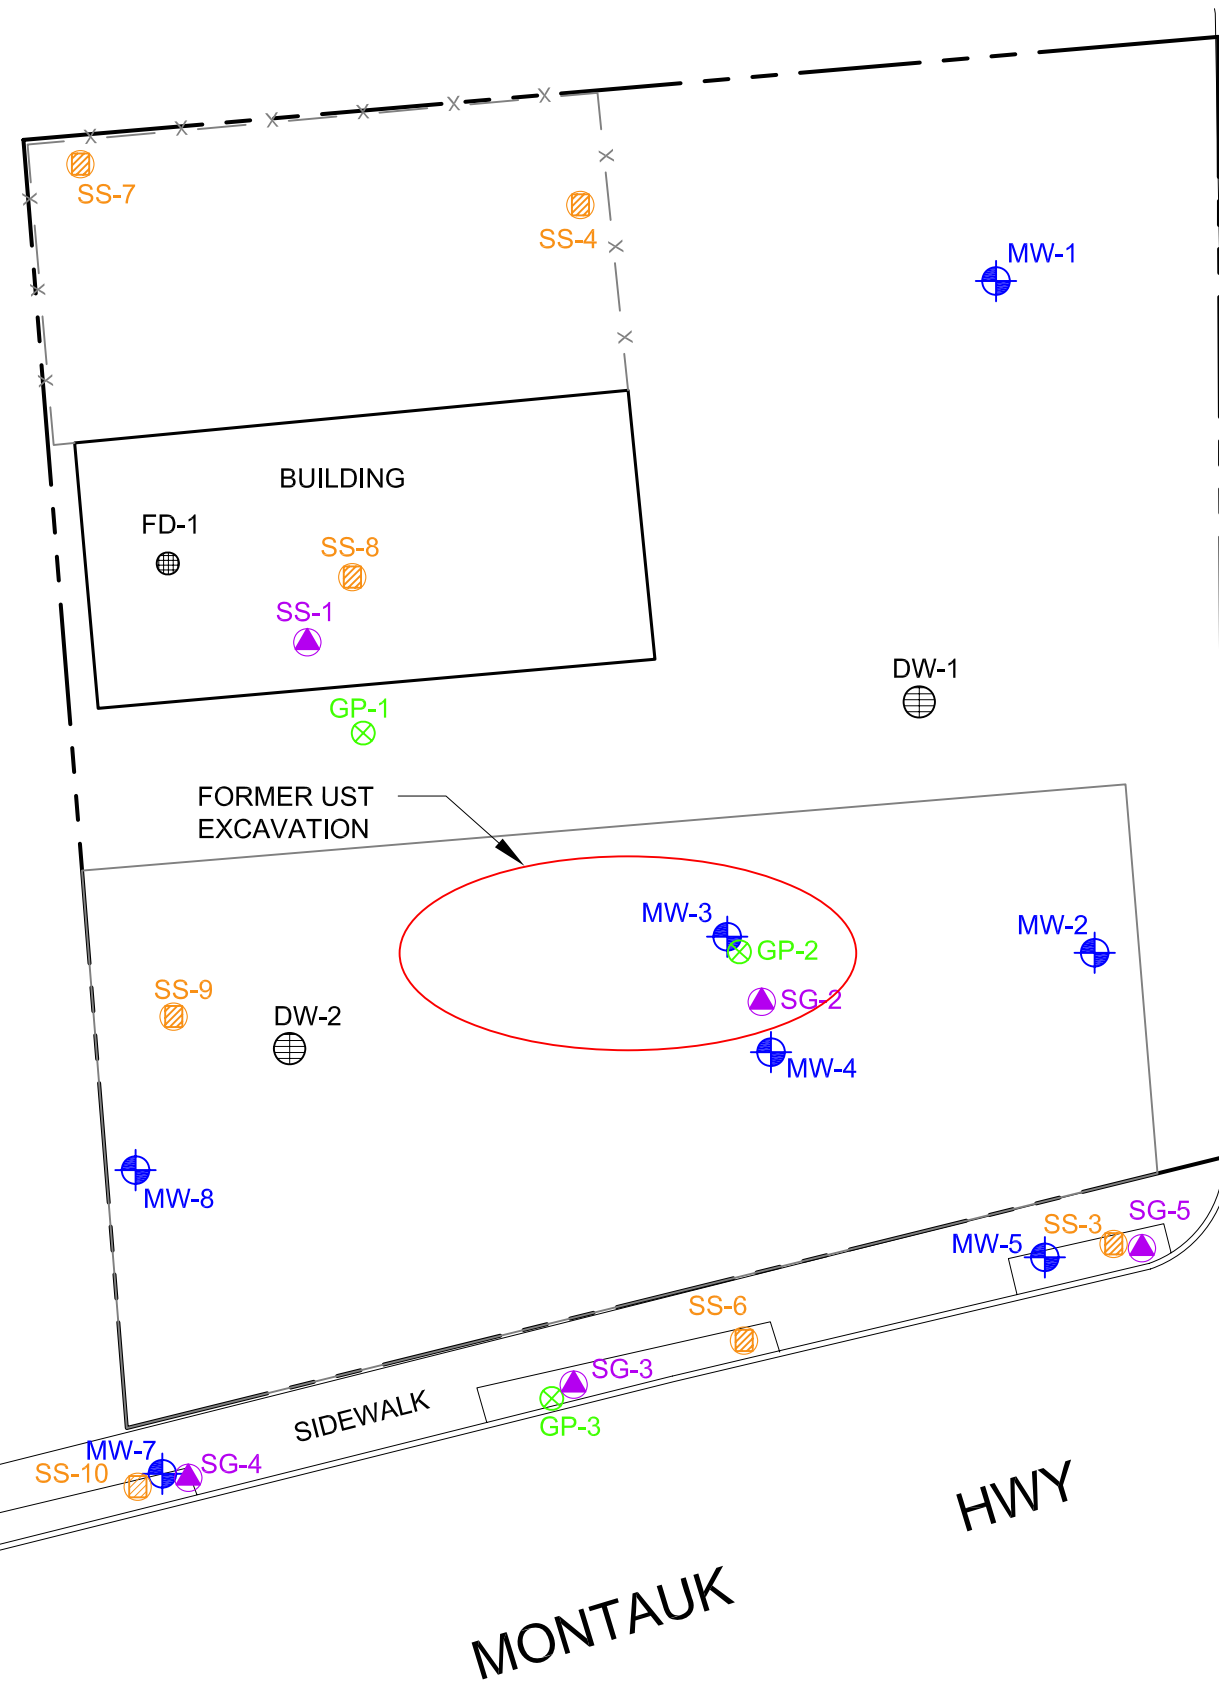 SS-7
SS-4
MW-1
BUILDING
FD-1
SS-8
SS-1
DW-1
GP-1
FORMER UST
EXCAVATION
MW-3
MW-2
GP-2
SS-9
SG-2
DW-2
MW-4
MW-8
SG-5
SS-3
MW-5
SS-6
SG-3
SIDEWALK
GP-3
MW-7
SG-4
SS-10
HWY
MONTAUK